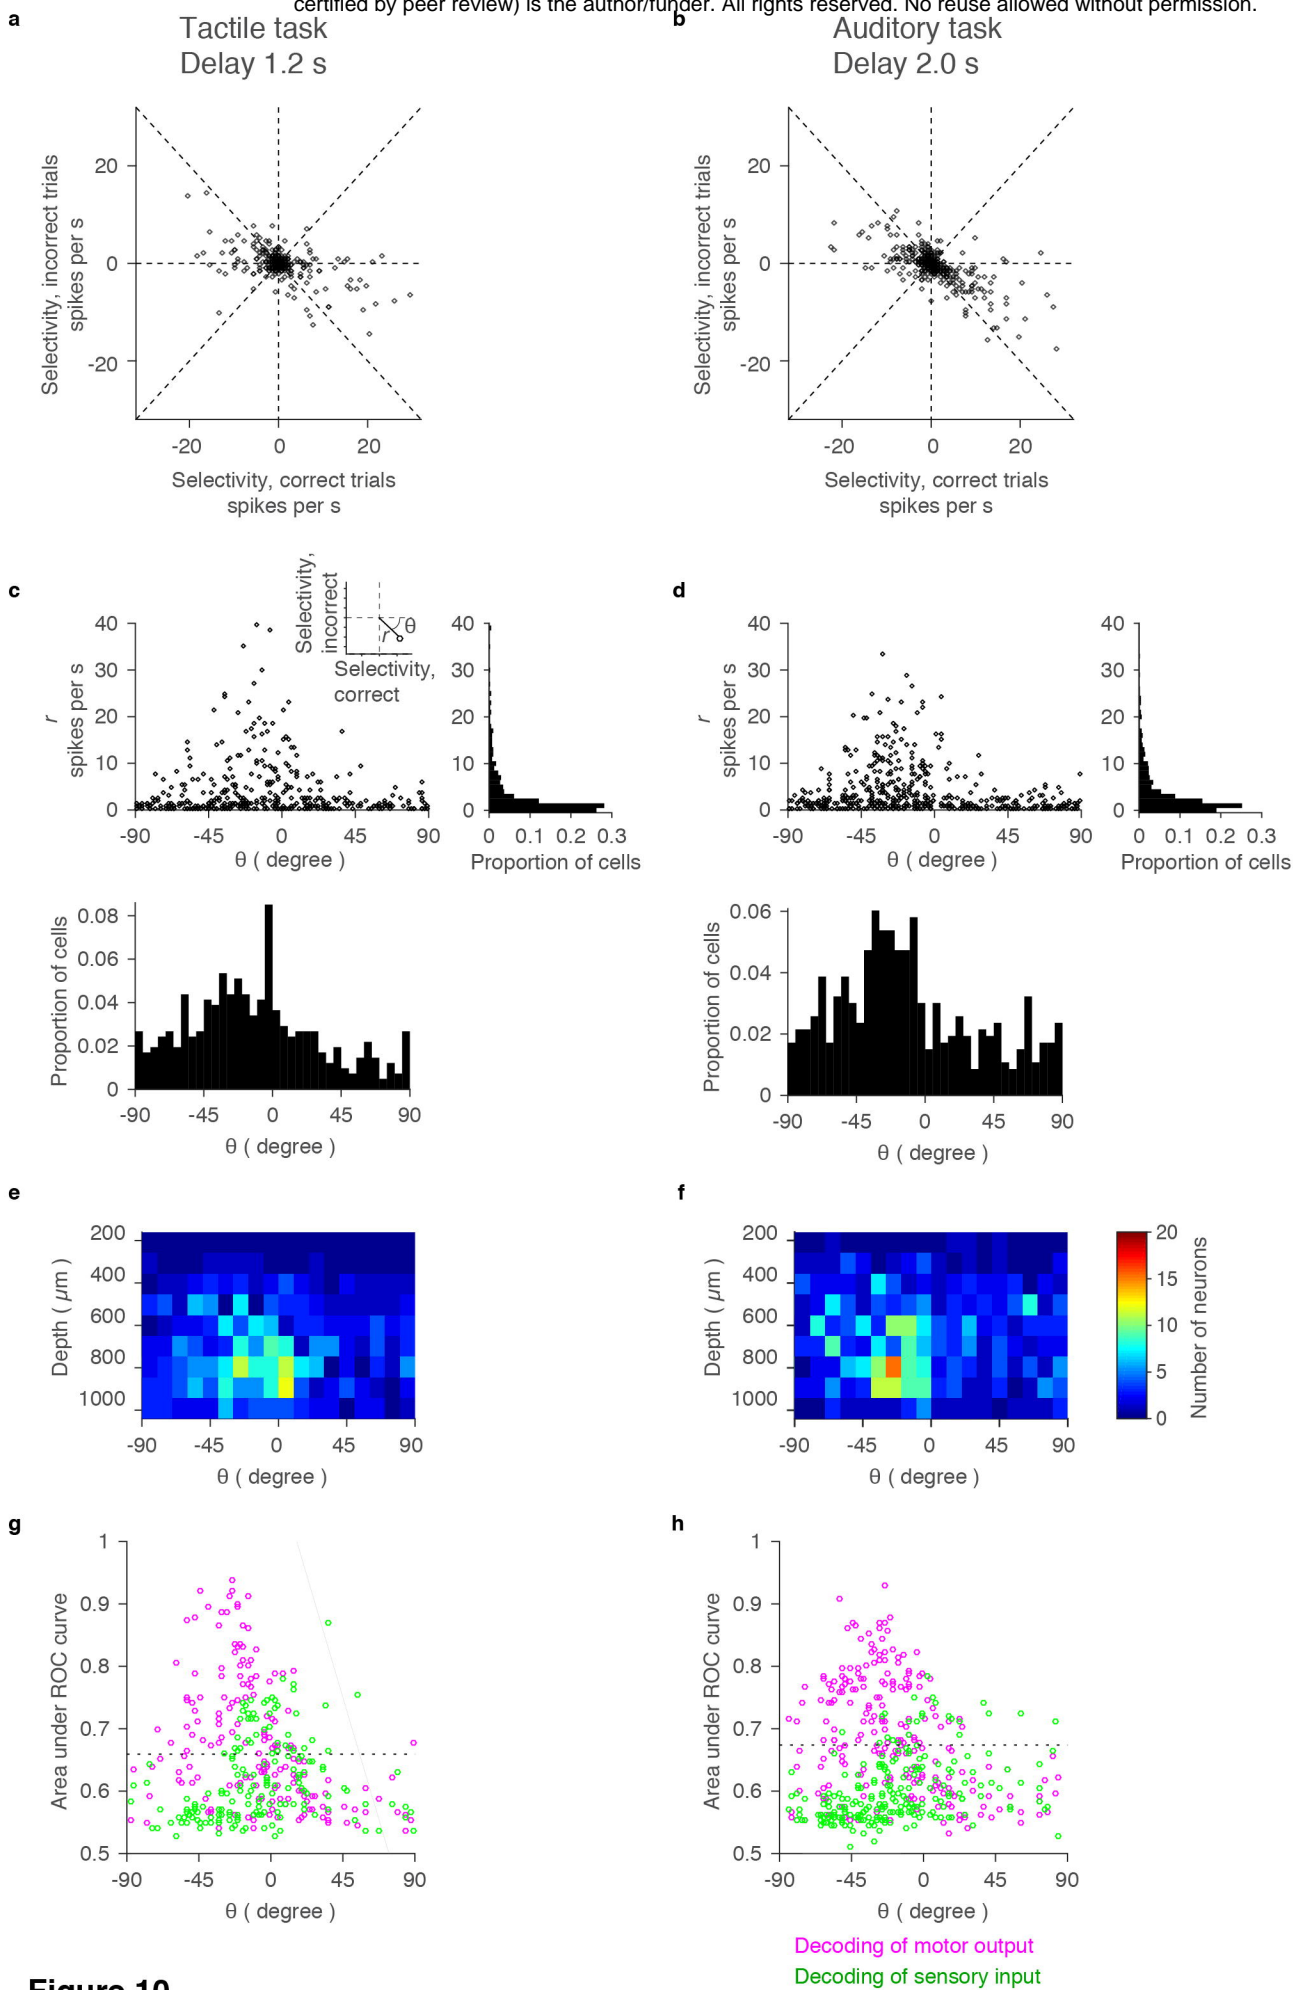 certified by peer review) is the author/funder. All rights reserved. No reuse allowed without permission.
a
Tactile task
Delay 1.2 s
Selectivity, incorrect trials
spikes per s
20
0
-20
-20 0 20
Selectivity, correct trials
spikes per s
b
Auditory task
Delay 2.0 s
Selectivity, incorrect trials
spikes per s
20
0
-20
-20 0 20
Selectivity, correct trials
spikes per s
c
r
spikes per s
40
30
20
10
0
-90 -45 0 45 90
θ ( degree )
Selectivity,
incorrect
r θ
Selectivity,
correct
40
30
20
10
0
0 0.1 0.2 0.3
Proportion of cells
Proportion of cells
0.08
0.06
0.04
0.02
0
-90 -45 0 45 90
θ ( degree )
d
r
spikes per s
40
30
20
10
0
-90 -45 0 45 90
θ ( degree )
40
30
20
10
0
0 0.1 0.2 0.3
Proportion of cells
Proportion of cells
0.06
0.04
0.02
0
-90 -45 0 45 90
θ ( degree )
e
Depth ( μm )
200
400
600
800
1000
-90 -45 0 45 90
θ ( degree )
f
Depth ( μm )
200
400
600
800
1000
-90 -45 0 45 90
θ ( degree )
20
15
10
5
0
Number of neurons
g
Area under ROC curve
1
0.9
0.8
0.7
0.6
0.5
-90 -45 0 45 90
θ ( degree )
h
Area under ROC curve
1
0.9
0.8
0.7
0.6
0.5
-90 -45 0 45 90
θ ( degree )
Decoding of motor output
Decoding of sensory input
Figure 10